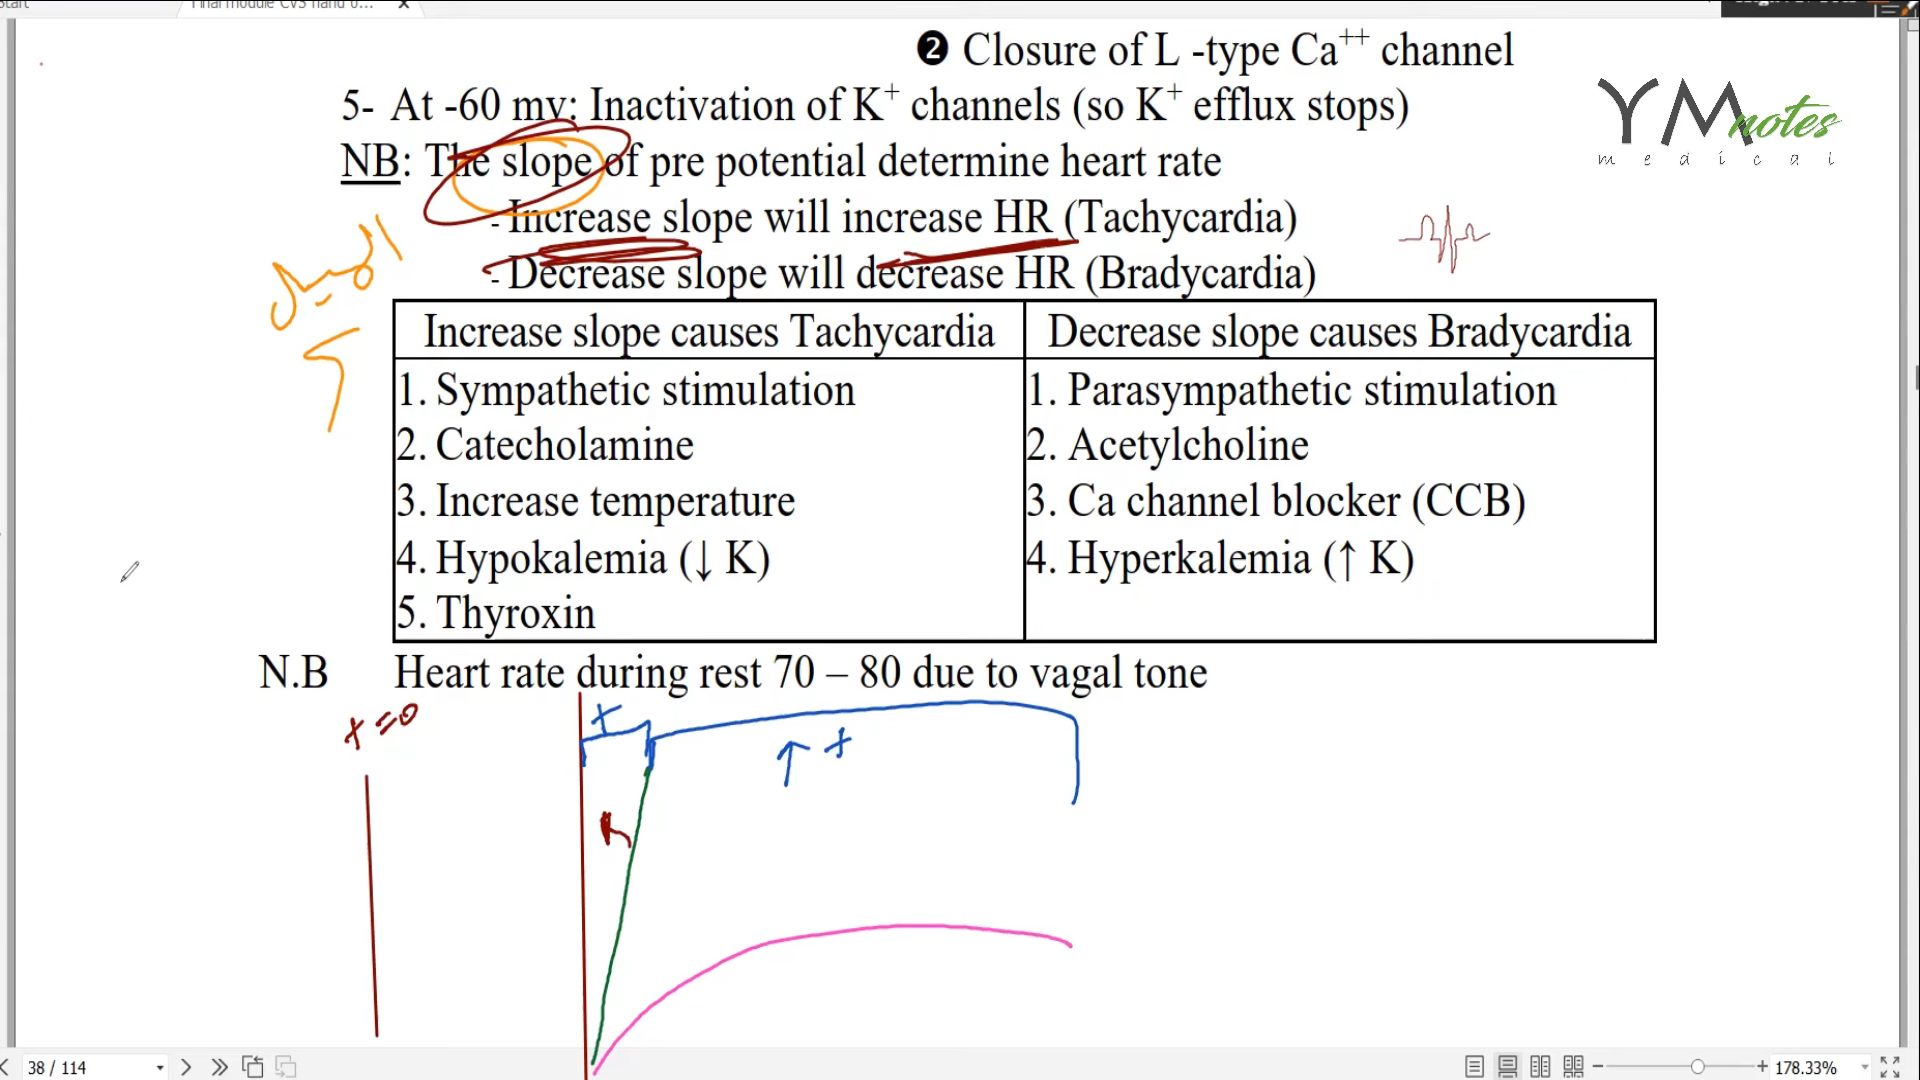 ❷ Closure of L -type Ca⁺⁺ channel
5- At -60 mv: Inactivation of K⁺ channels (so K⁺ efflux stops)
NB: The slope of pre potential determine heart rate
- Increase slope will increase HR (Tachycardia)
- Decrease slope will decrease HR (Bradycardia)
YM notes
medical
Increase slope causes Tachycardia
1. Sympathetic stimulation
2. Catecholamine
3. Increase temperature
4. Hypokalemia (↓ K)
5. Thyroxin
Decrease slope causes Bradycardia
1. Parasympathetic stimulation
2. Acetylcholine
3. Ca channel blocker (CCB)
4. Hyperkalemia (↑ K)
N.B Heart rate during rest 70 – 80 due to vagal tone
t =0
t
↑ t
38 / 114
178.33%